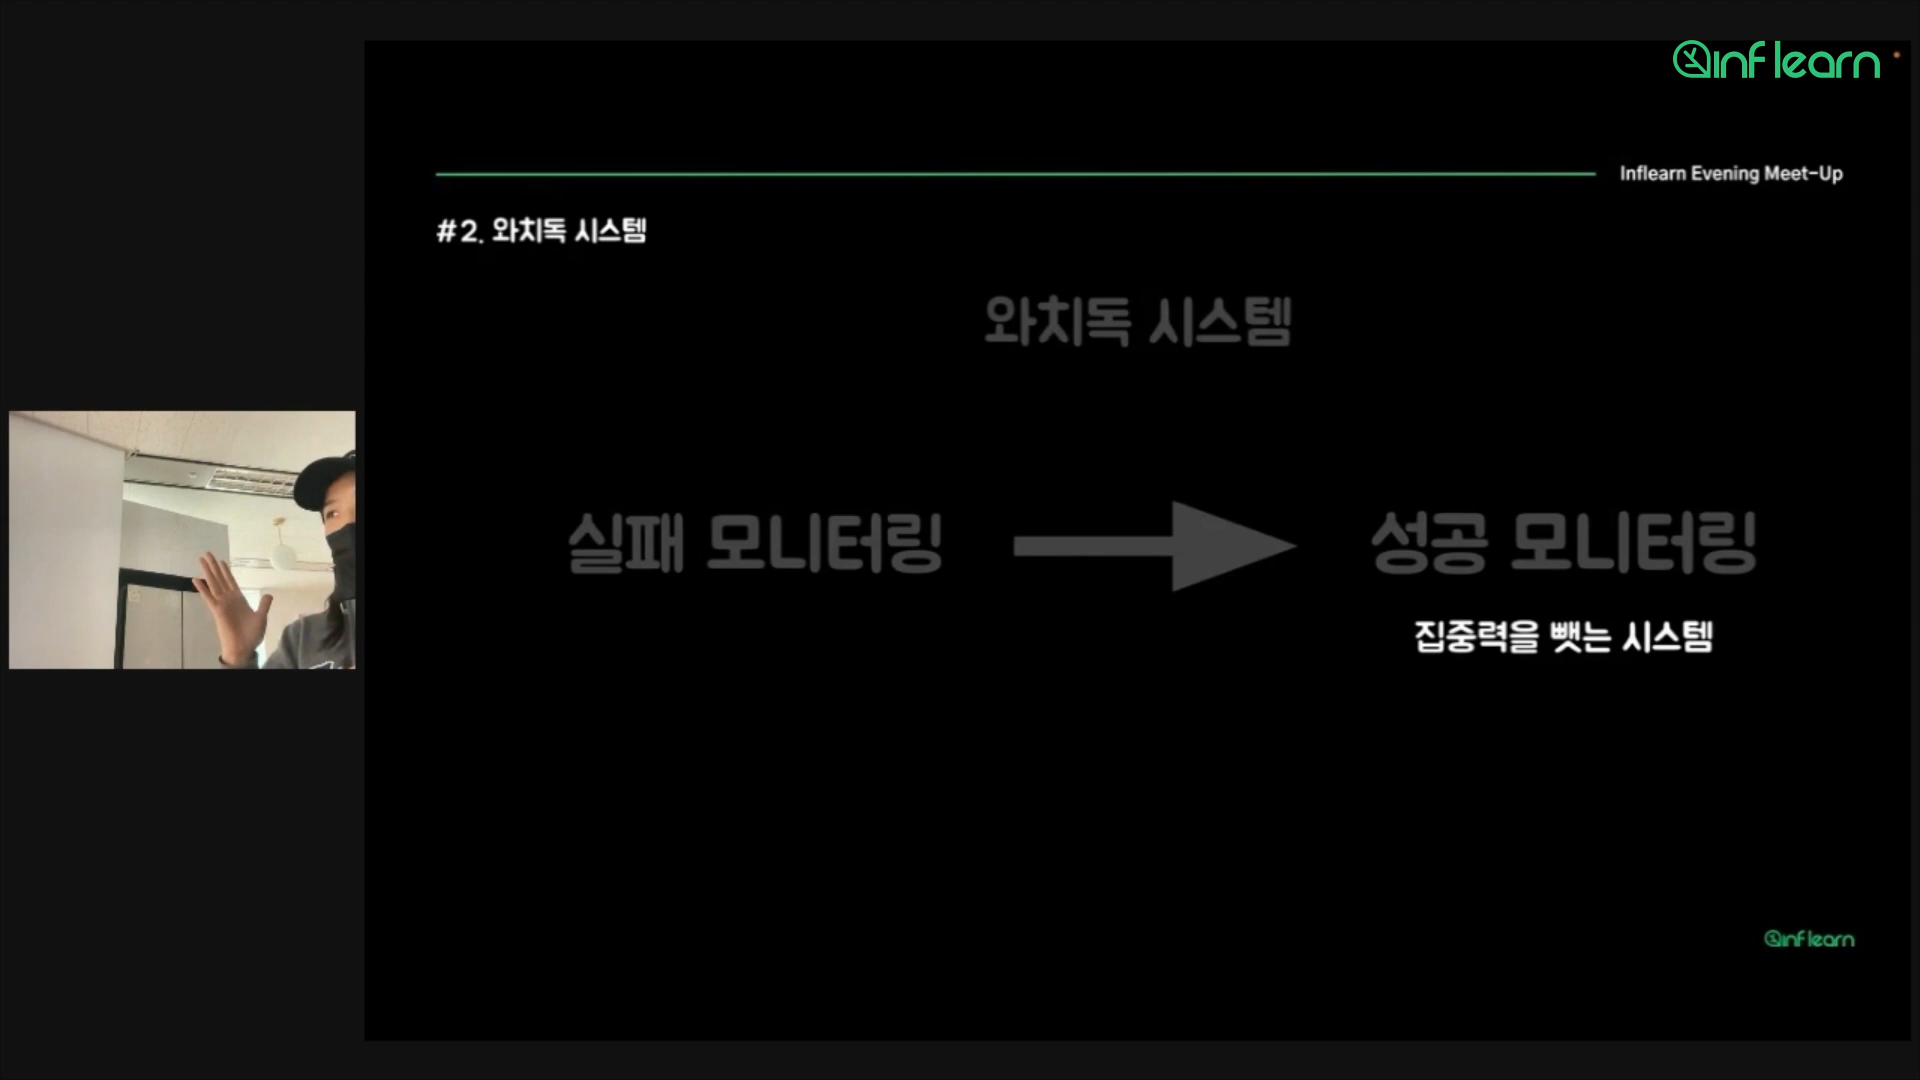 inflearn
Inflearn Evening Meet-Up
#2. 와치독 시스템
와치독 시스템
실패 모니터링
성공 모니터링
집중력을 뺏는 시스템
inflearn